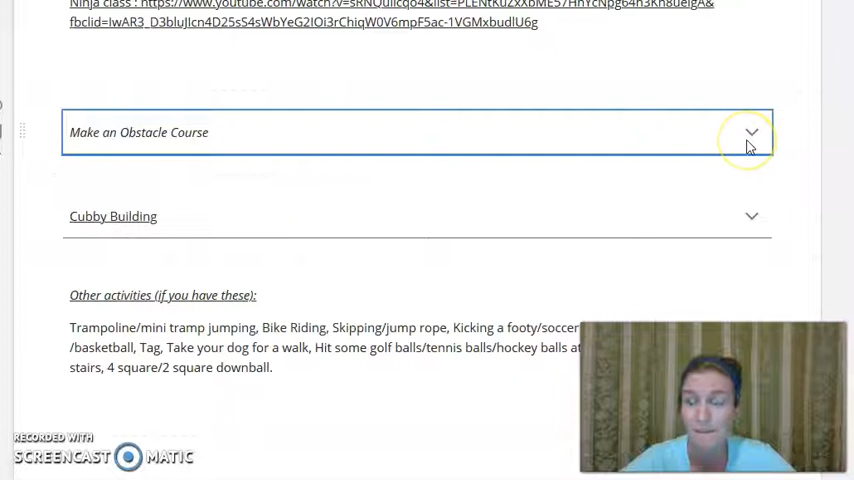 Ninja class : https://www.youtube.com/watch?v=sRNQuIicqo4&list=PLENtKuZxXbME57HnYcNpg64n3Kh8ueigA&
fbclid=IwAR3_D3bluJIcn4D25sS4sWbYeG2IOi3rChiqW0V6mpF5ac-1VGMxbudlU6g
Make an Obstacle Course
Cubby Building
Other activities (if you have these):
Trampoline/mini tramp jumping, Bike Riding, Skipping/jump rope, Kicking a footy/soccer
/basketball, Tag, Take your dog for a walk, Hit some golf balls/tennis balls/hockey balls at
stairs, 4 square/2 square downball.
RECORDED WITH
SCREENCAST MATIC